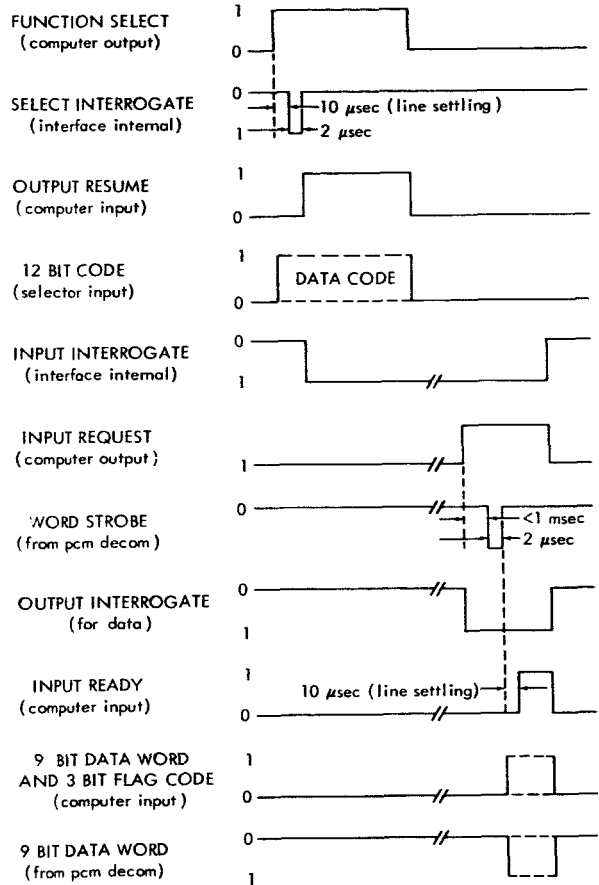 1
FUNCTION SELECT
(computer output)
0
0
SELECT INTERROGATE
10 μsec (line settling)
(interface internal)
1
2 μsec
1
OUTPUT RESUME
(computer input)
0
1
12 BIT CODE
DATA CODE
(selector input)
0
0
INPUT INTERROGATE
(interface internal)
1
INPUT REQUEST
(computer output)
1
0
WORD STROBE
<1 msec
(from pcm decom)
2 μsec
0
OUTPUT INTERROGATE
(for data)
1
1
INPUT READY
10 μsec (line settling)
(computer input)
0
9 BIT DATA WORD
1
AND 3 BIT FLAG CODE
(computer input)
0
0
9 BIT DATA WORD
(from pcm decom)
1